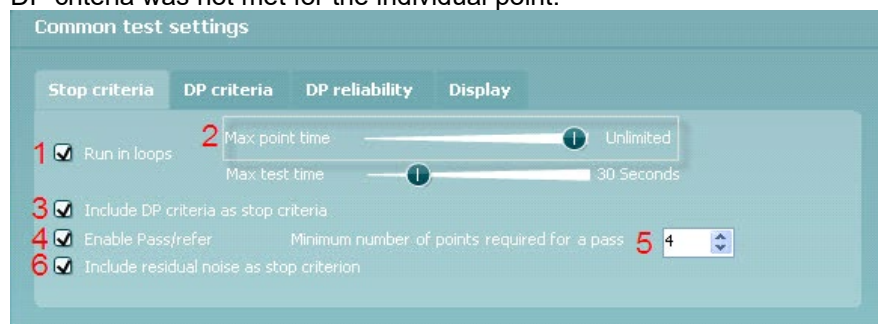 DP criteria was not met for the individual point.
Common test settings
Stop criteria DP criteria DP reliability Display
1 Run in loops 2 Max point time Unlimited
Max test time 30 Seconds
3 Include DP criteria as stop criteria
4 Enable Pass/refer Minimum number of points required for a pass 5 4
6 Include residual noise as stop criterion